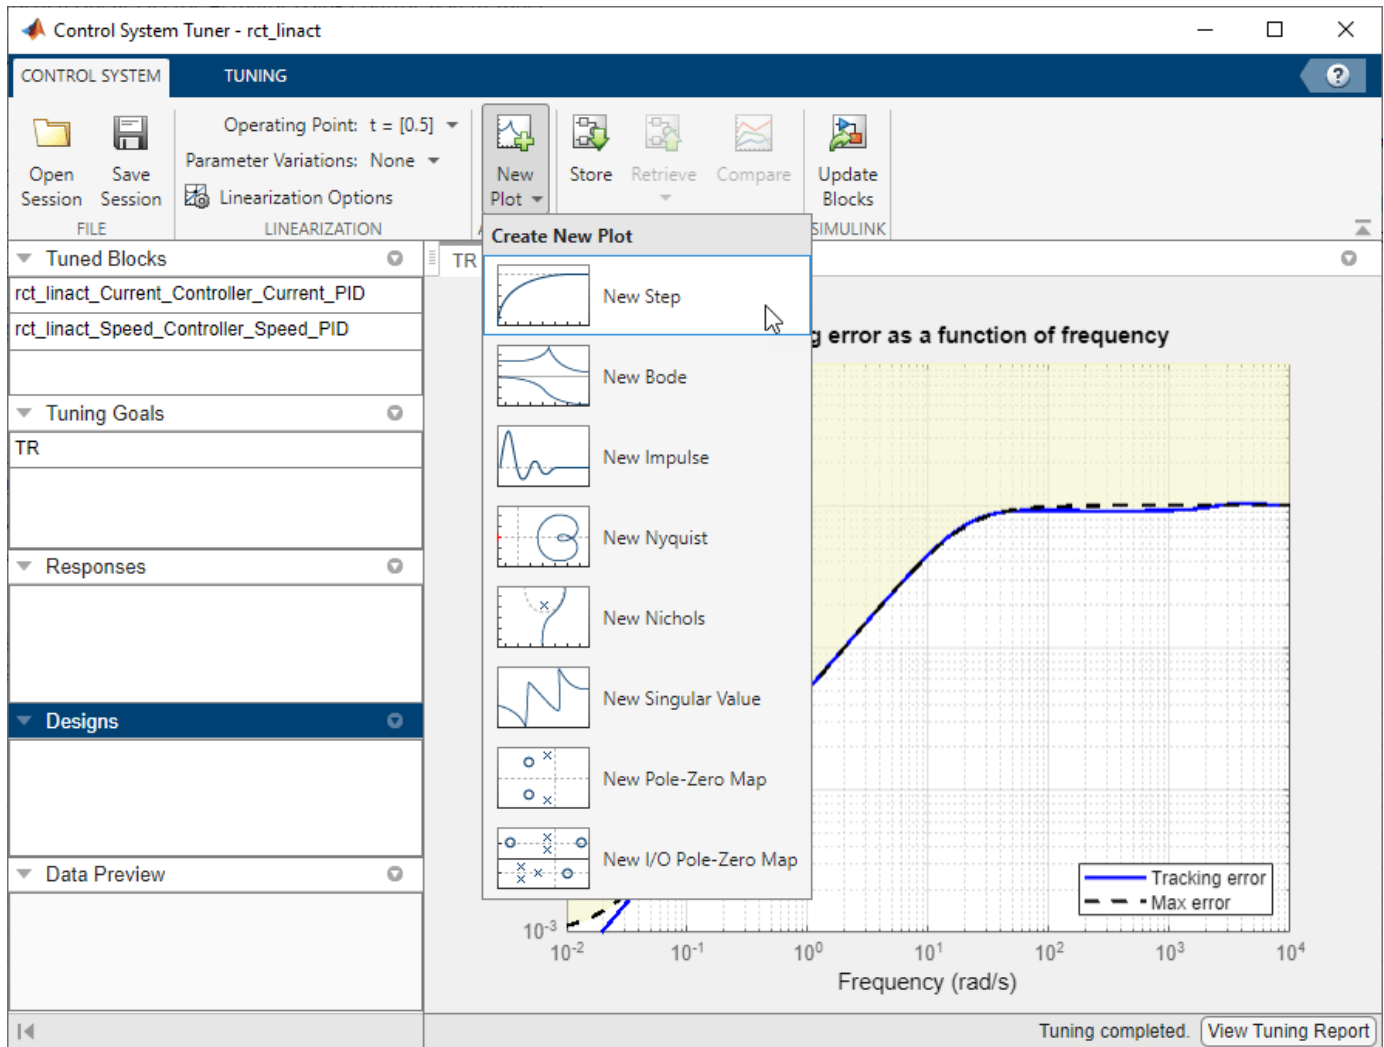 Control System Tuner - rct_linact
CONTROL SYSTEM
TUNING
?
Open
Session
Save
Session
FILE
Operating Point: t = [0.5]
Parameter Variations: None
Linearization Options
LINEARIZATION
New
Plot
Store
Retrieve
Compare
Update
Blocks
SIMULINK
Create New Plot
New Step
New Bode
New Impulse
New Nyquist
New Nichols
New Singular Value
New Pole-Zero Map
New I/O Pole-Zero Map
Tuned Blocks
rct_linact_Current_Controller_Current_PID
rct_linact_Speed_Controller_Speed_PID
Tuning Goals
TR
Responses
Designs
Data Preview
TR
g error as a function of frequency
Tracking error
Max error
10⁻³
10⁻² 10⁻¹ 10⁰ 10¹ 10² 10³ 10⁴
Frequency (rad/s)
Tuning completed.
View Tuning Report